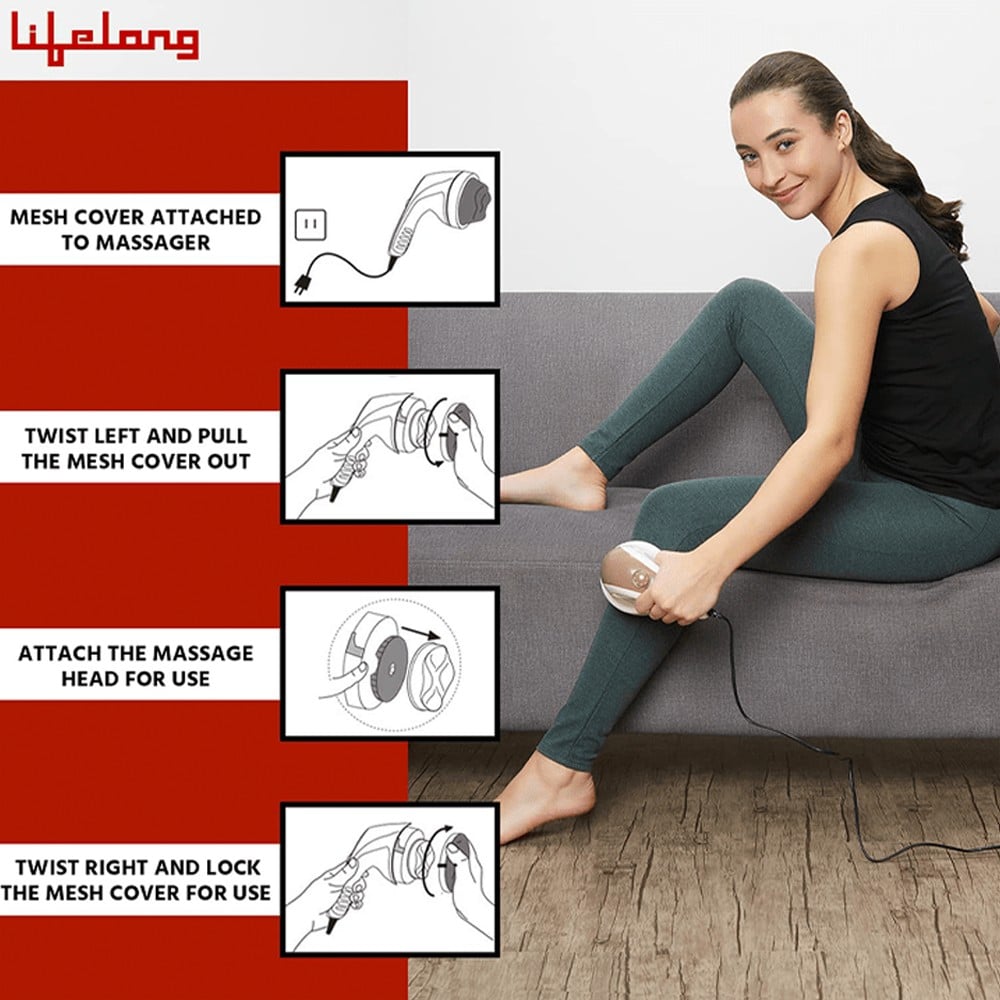 Lifelong
MESH COVER ATTACHED
TO MASSAGER
TWIST LEFT AND PULL
THE MESH COVER OUT
ATTACH THE MASSAGE
HEAD FOR USE
TWIST RIGHT AND LOCK
THE MESH COVER FOR USE